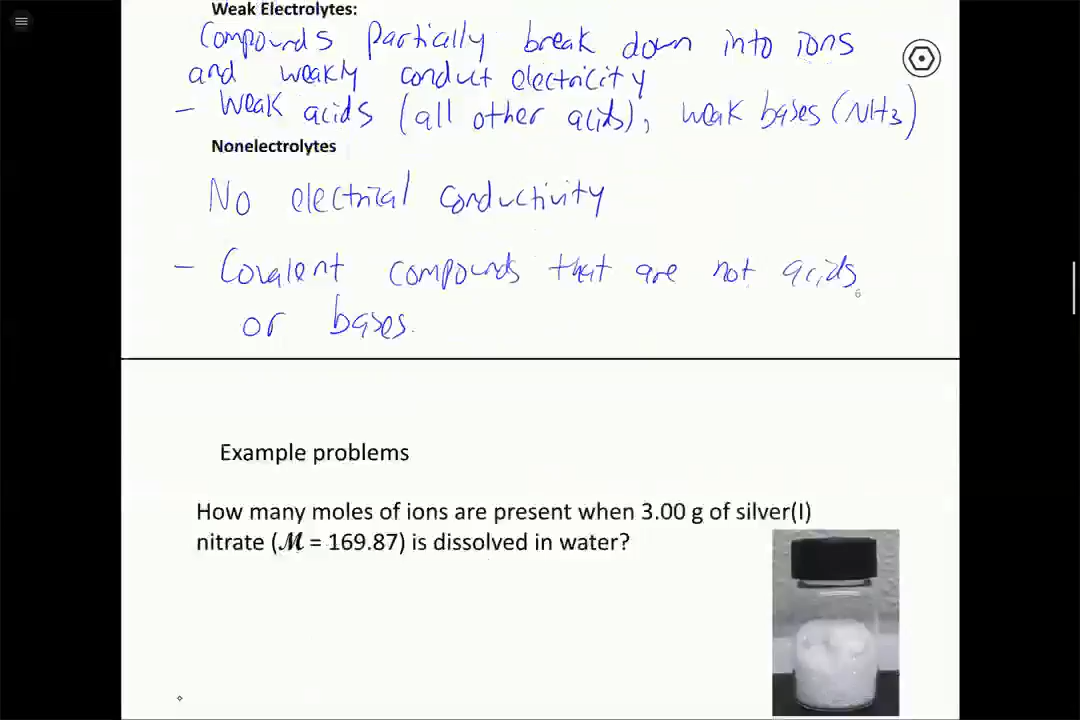 Weak Electrolytes:
Compounds partially break down into ions
and weakly conduct electricity
- Weak acids (all other acids), weak bases (NH3)
Nonelectrolytes
No electrical conductivity
- Covalent compounds that are not acids
6
or bases.
Example problems
How many moles of ions are present when 3.00 g of silver(I)
nitrate (ℳ = 169.87) is dissolved in water?